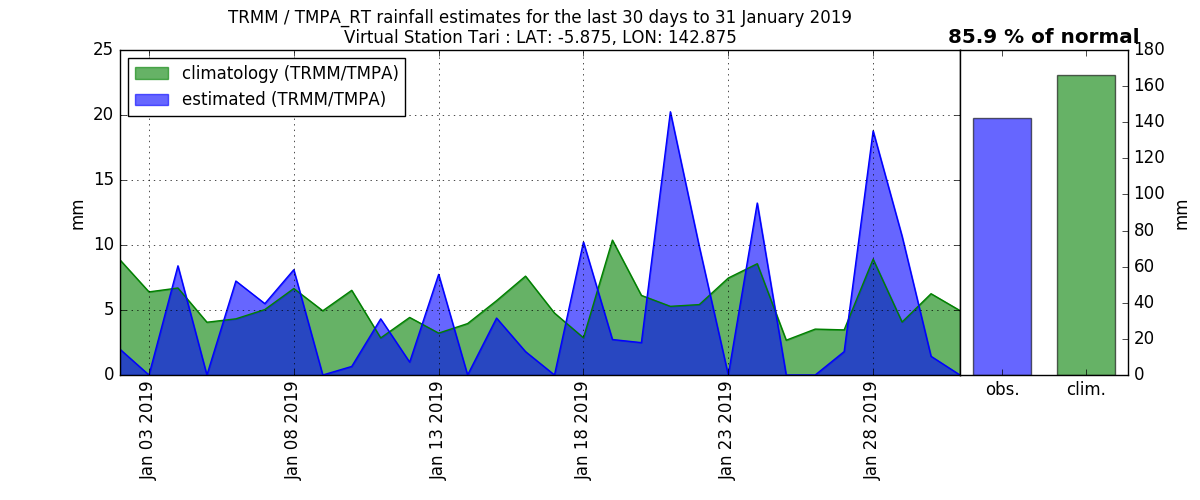 TRMM / TMPA_RT rainfall estimates for the last 30 days to 31 January 2019
Virtual Station Tari : LAT: -5.875, LON: 142.875
85.9 % of normal
climatology (TRMM/TMPA)
estimated (TRMM/TMPA)
mm
25
20
15
10
5
0
Jan 03 2019
Jan 08 2019
Jan 13 2019
Jan 18 2019
Jan 23 2019
Jan 28 2019
180
160
140
120
100
80
60
40
20
0
mm
obs.
clim.